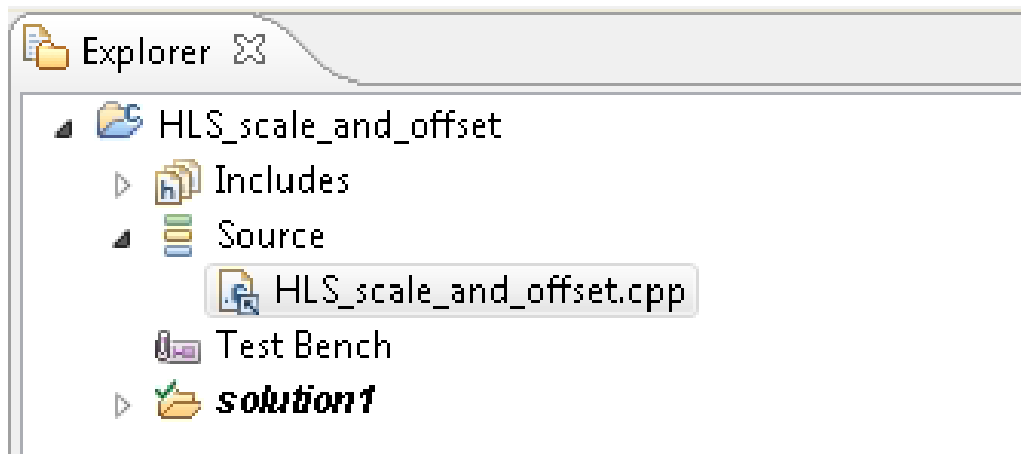 Explorer
HLS_scale_and_offset
Includes
Source
HLS_scale_and_offset.cpp
Test Bench
solution1